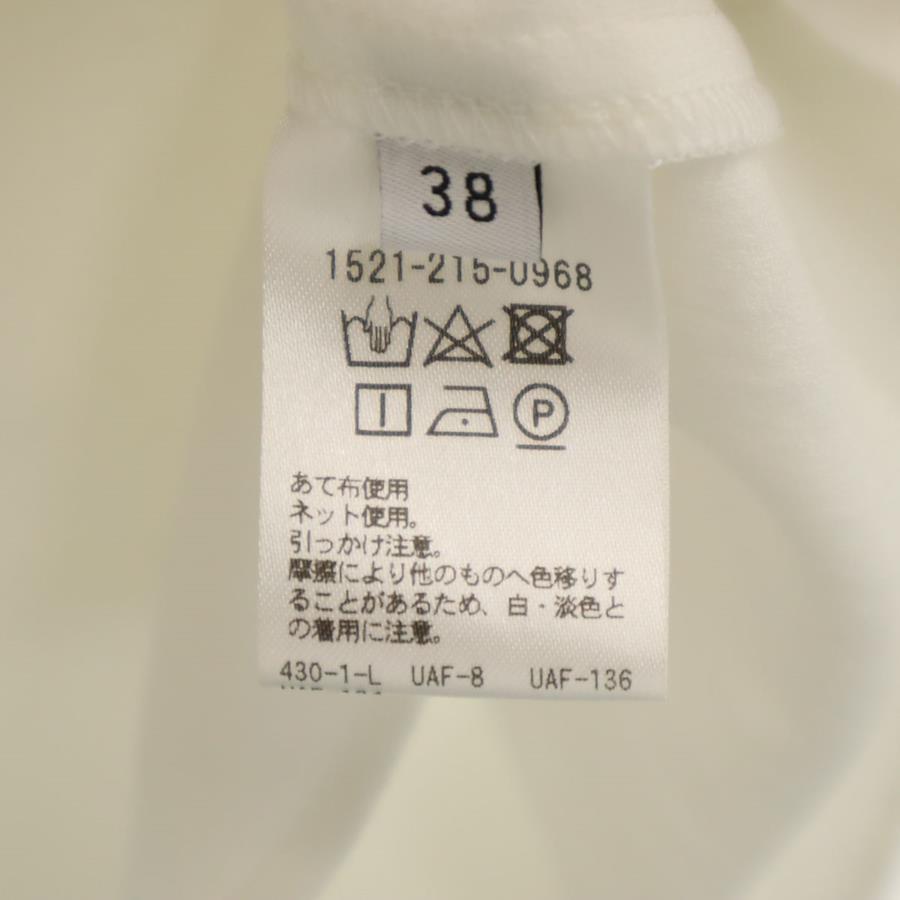 38
1521-215-0968
P
あて布使用
ネット使用。
引っかけ注意。
摩擦により他のものへ色移りす
ることがあるため、白・淡色と
の着用に注意。
430-1-L UAF-8 UAF-136